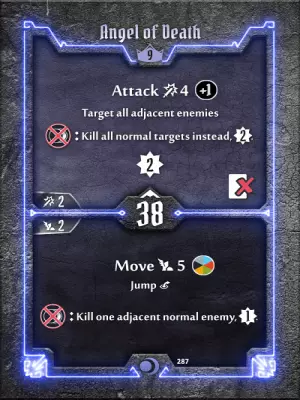 Angel of Death
9
Attack 4 +1
Target all adjacent enemies
: Kill all normal targets instead, 2
2
2
38
2
Move 5
Jump
: Kill one adjacent normal enemy, 1
287